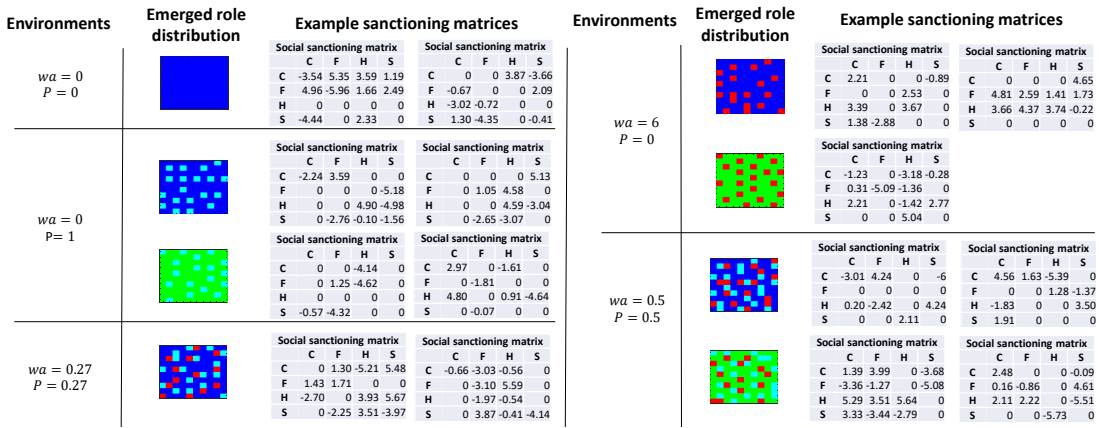 Environments Emerged role distribution Example sanctioning matrices
wa = 0
P = 0
Social sanctioning matrix
C F H S
C -3.54 5.35 3.59 1.19
F 4.96 -5.96 1.66 2.49
H 0 0 0 0
S -4.44 0 2.33 0
Social sanctioning matrix
C F H S
C 0 0 3.87 -3.66
F -0.67 0 0 2.09
H -3.02 -0.72 0 0
S 1.30 -4.35 0 -0.41
wa = 0
P= 1
Social sanctioning matrix
C F H S
C -2.24 3.59 0 0
F 0 0 0 -5.18
H 0 0 4.90 -4.98
S 0 -2.76 -0.10 -1.56
Social sanctioning matrix
C F H S
C 0 0 0 5.13
F 0 1.05 4.58 0
H 0 0 4.59 -3.04
S 0 -2.65 -3.07 0
Social sanctioning matrix
C F H S
C 0 0 -4.14 0
F 0 1.25 -4.62 0
H 0 0 0 0
S -0.57 -4.32 0 0
Social sanctioning matrix
C F H S
C 2.97 0 -1.61 0
F 0 -1.81 0 0
H 4.80 0 0.91 -4.64
S 0 -0.07 0 0
wa = 0.27
P = 0.27
Social sanctioning matrix
C F H S
C 0 1.30 -5.21 5.48
F 1.43 1.71 0 0
H -2.70 0 3.93 5.67
S 0 -2.25 3.51 -3.97
Social sanctioning matrix
C F H S
C -0.66 -3.03 -0.56 0
F 0 -3.10 5.59 0
H 0 -1.97 -0.54 0
S 0 3.87 -0.41 -4.14
Environments Emerged role distribution Example sanctioning matrices
wa = 6
P = 0
Social sanctioning matrix
C F H S
C 2.21 0 0 -0.89
F 0 0 2.53 0
H 3.39 0 3.67 0
S 1.38 -2.88 0 0
Social sanctioning matrix
C F H S
C 0 0 0 4.65
F 4.81 2.59 1.41 1.73
H 3.66 4.37 3.74 -0.22
S 0 0 0 0
Social sanctioning matrix
C F H S
C -1.23 0 -3.18 -0.28
F 0.31 -5.09 -1.36 0
H 2.21 0 -1.42 2.77
S 0 0 5.04 0
wa = 0.5
P = 0.5
Social sanctioning matrix
C F H S
C -3.01 4.24 0 -6
F 0 0 0 0
H 0.20 -2.42 0 4.24
S 0 0 2.11 0
Social sanctioning matrix
C F H S
C 4.56 1.63 -5.39 0
F 0 0 1.28 -1.37
H -1.83 0 0 3.50
S 1.91 0 0 0
Social sanctioning matrix
C F H S
C 1.39 3.99 0 -3.68
F -3.36 -1.27 0 -5.08
H 5.29 3.51 5.64 0
S 3.33 -3.44 -2.79 0
Social sanctioning matrix
C F H S
C 2.48 0 0 -0.09
F 0.16 -0.86 0 4.61
H 2.11 2.22 0 -5.51
S 0 0 -5.73 0